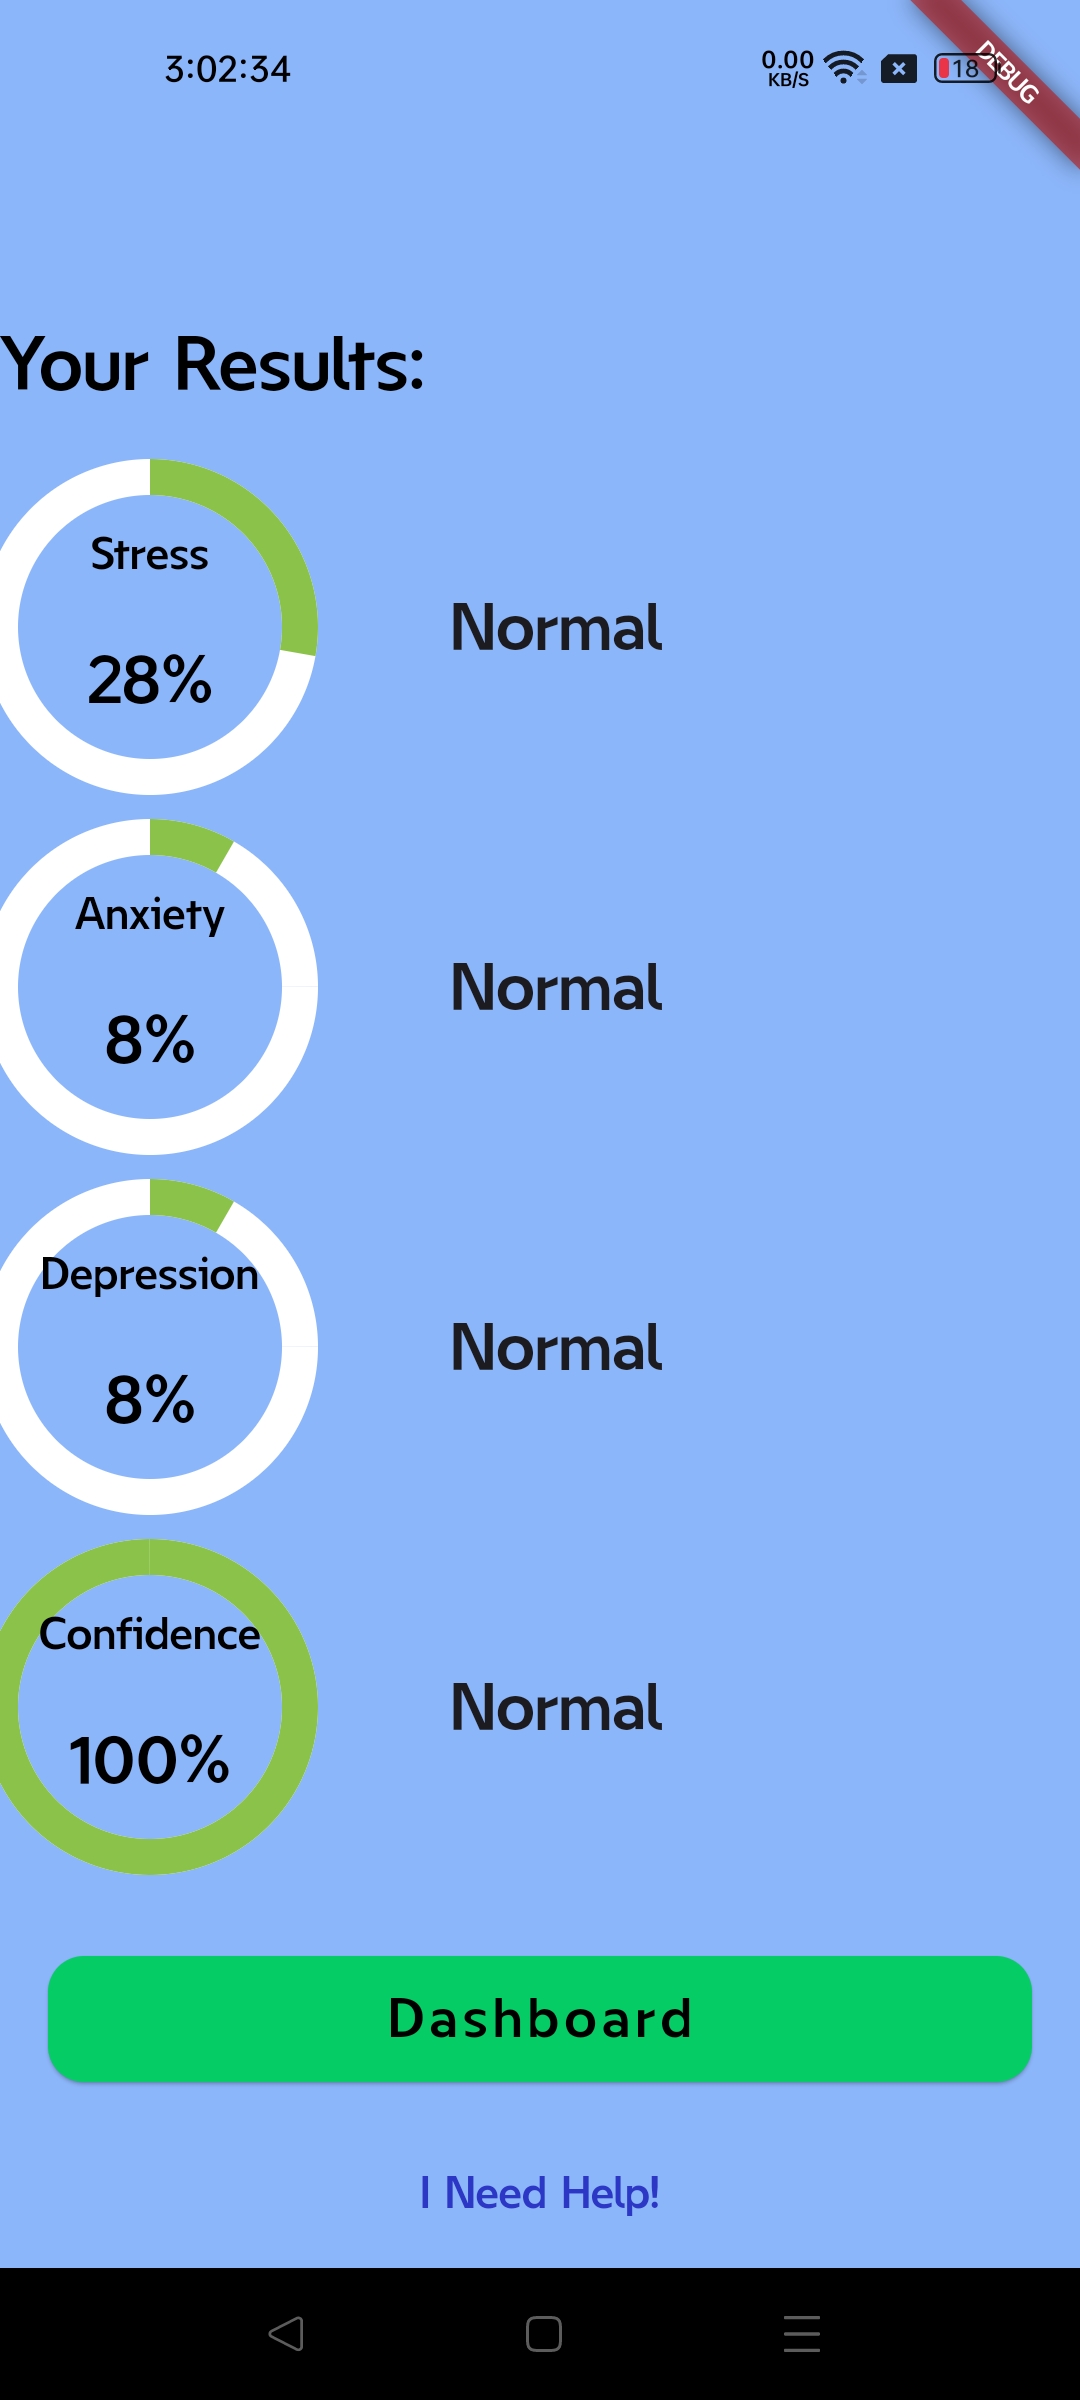 3:02:34
0.00
KB/S
18
DEBUG
Your Results:
Stress
28%
Normal
Anxiety
8%
Normal
Depression
8%
Normal
Confidence
100%
Normal
Dashboard
I Need Help!